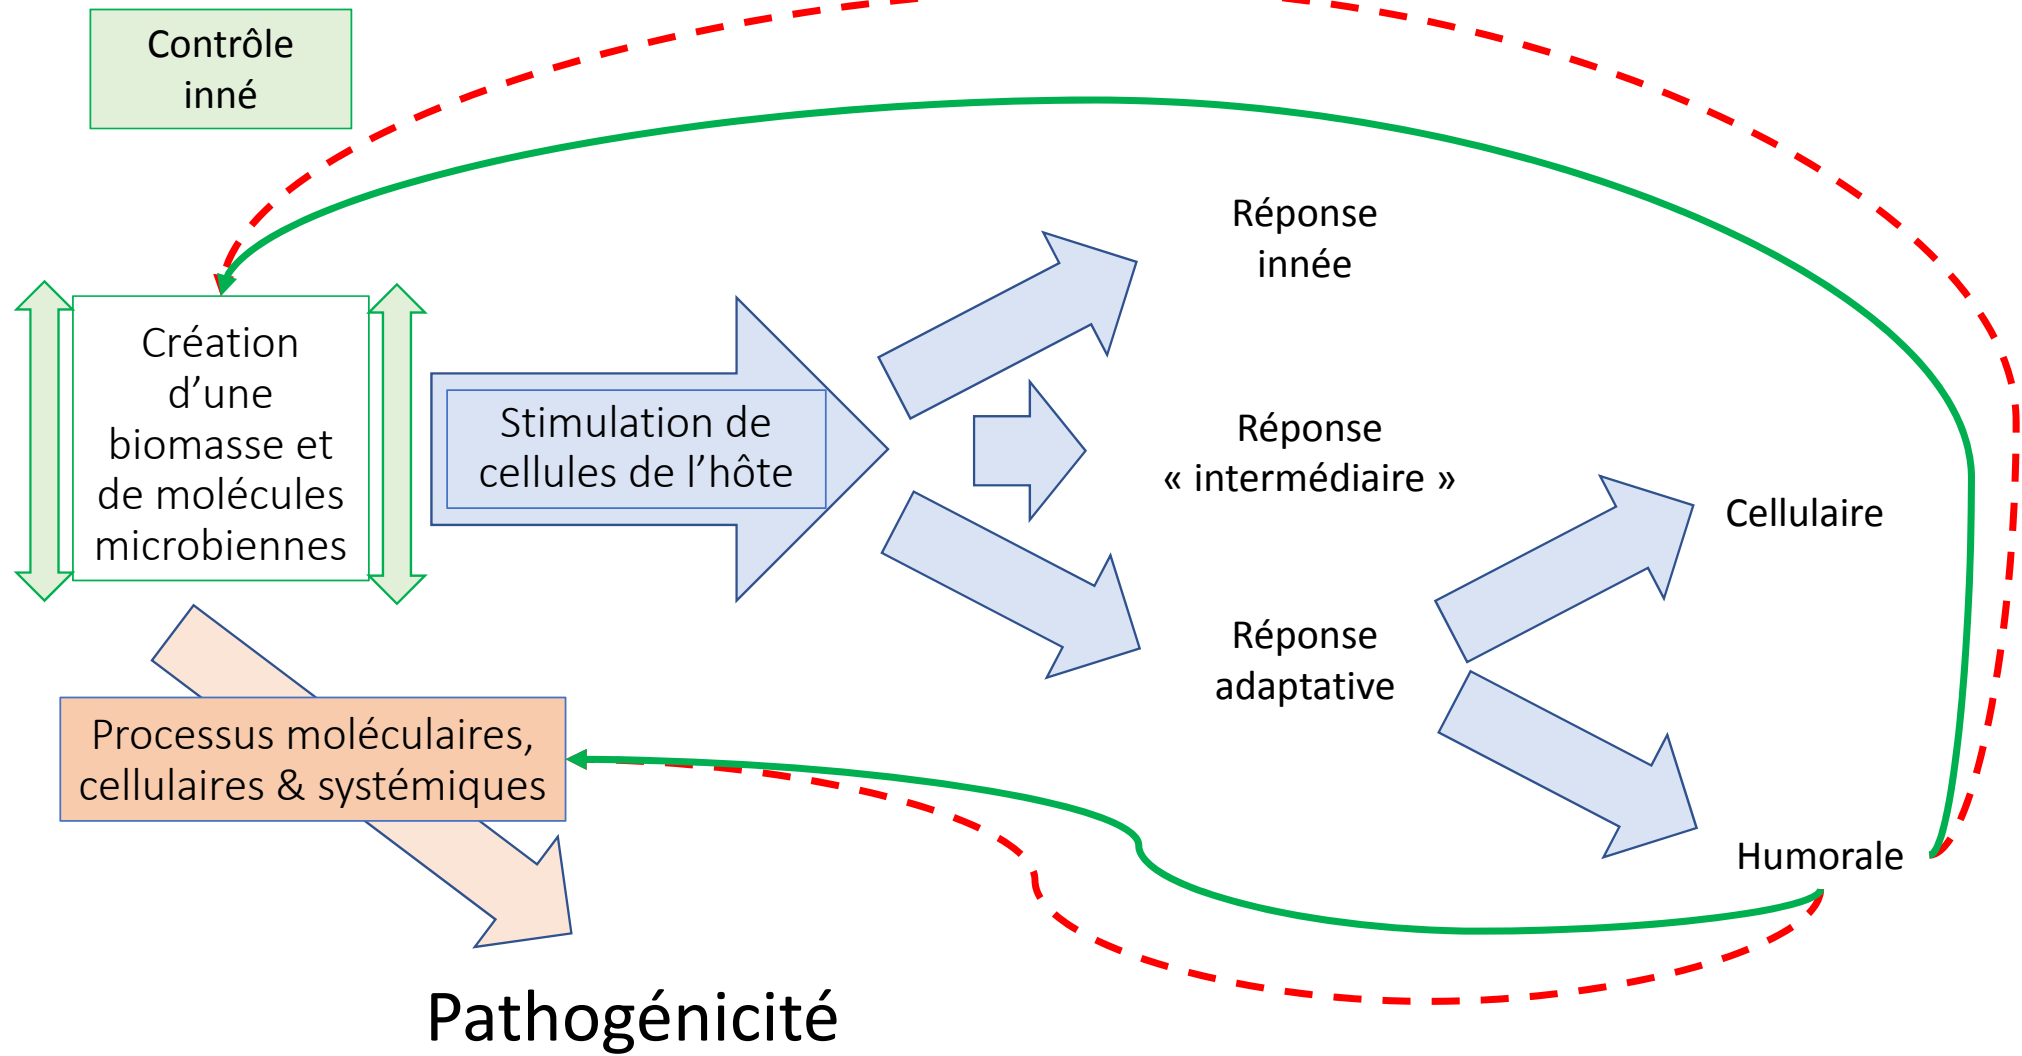 Contrôle
inné
Réponse
innée
Création
d’une
biomasse et
de molécules
microbiennes
Stimulation de
cellules de l’hôte
Réponse
« intermédiaire »
Cellulaire
Réponse
adaptative
Processus moléculaires,
cellulaires & systémiques
Humorale
Pathogénicité